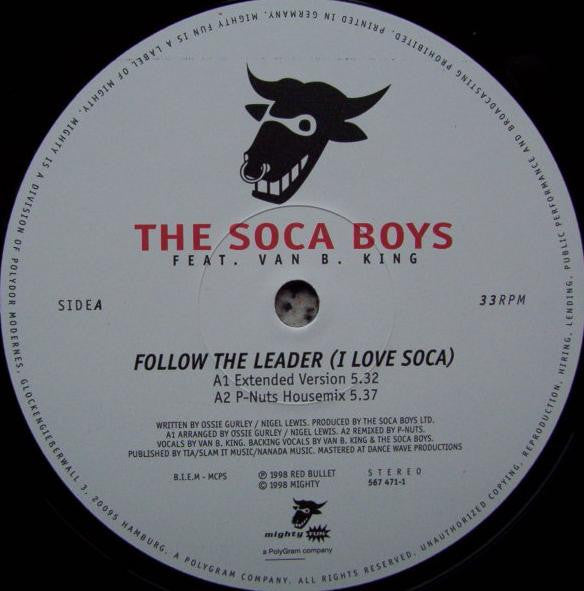 THE SOCA BOYS
FEAT. VAN B. KING
SIDE A
33RPM
FOLLOW THE LEADER (I LOVE SOCA)
A1 Extended Version 5.32
A2 P-Nuts Housemix 5.37
WRITTEN BY OSSIE GURLEY / NIGEL LEWIS. PRODUCED BY THE SOCA BOYS LTD.
A1 ARRANGED BY OSSIE GURLEY / NIGEL LEWIS. A2 REMIXED BY P-NUTS.
VOCALS BY VAN B. KING. BACKING VOCALS BY VAN B. KING & THE SOCA BOYS.
PUBLISHED BY TIA/SLAM IT MUSIC/NANADA MUSIC. MASTERED AT DANCE WAVE PRODUCTIONS
B.I.E.M - MCPS
℗ 1998 RED BULLET
© 1998 MIGHTY
STEREO
567 471-1
mighty FUN
a PolyGram company
MIGHTY FUN IS A LABEL OF MIGHTY. MIGHTY IS A DIVISION OF POLYDOR MODERNES. GLOCKENGIEßERWALL 3, 20095 HAMBURG. A POLYGRAM COMPANY. ALL RIGHTS RESERVED. UNAUTHORIZED COPYING, REPRODUCTION, HIRING, LENDING, PUBLIC PERFORMANCE AND BROADCASTING PROHIBITED. PRINTED IN GERMANY.